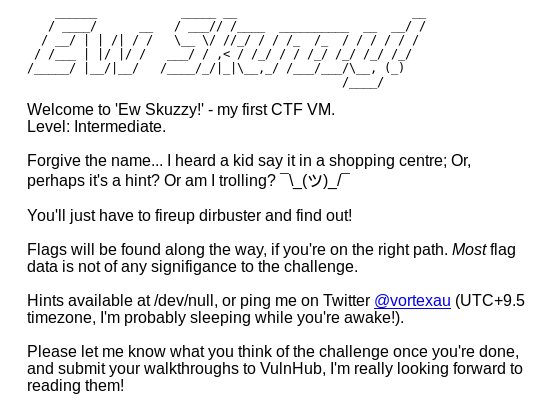 Welcome to 'Ew Skuzzy!' - my first CTF VM.
Level: Intermediate.
Forgive the name... I heard a kid say it in a shopping centre; Or,
perhaps it's a hint? Or am I trolling? ¯\_(ツ)_/¯
You'll just have to fireup dirbuster and find out!
Flags will be found along the way, if you're on the right path. Most flag
data is not of any signifigance to the challenge.
Hints available at /dev/null, or ping me on Twitter @vortexau (UTC+9.5
timezone, I'm probably sleeping while you're awake!).
Please let me know what you think of the challenge once you're done,
and submit your walkthroughs to VulnHub, I'm really looking forward to
reading them!